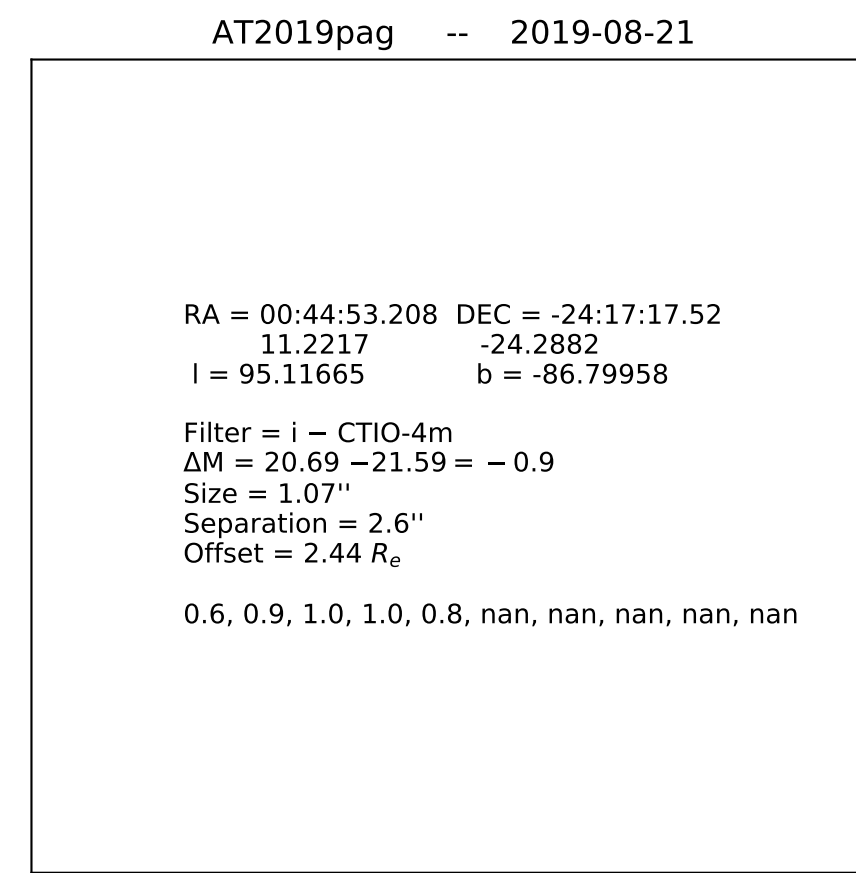 AT2019pag -- 2019-08-21
RA = 00:44:53.208 DEC = -24:17:17.52
11.2217 -24.2882
l = 95.11665 b = -86.79958
Filter = i − CTIO-4m
ΔM = 20.69 −21.59 = − 0.9
Size = 1.07''
Separation = 2.6''
Offset = 2.44 Rₑ
0.6, 0.9, 1.0, 1.0, 0.8, nan, nan, nan, nan, nan